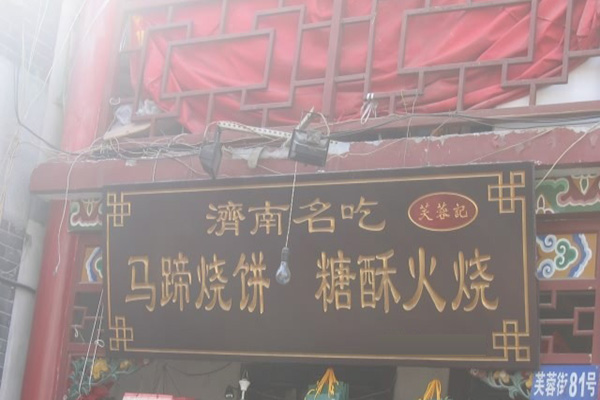 濟南名吃
芙蓉記
马蹄烧饼 糖酥火烧
芙蓉街81号